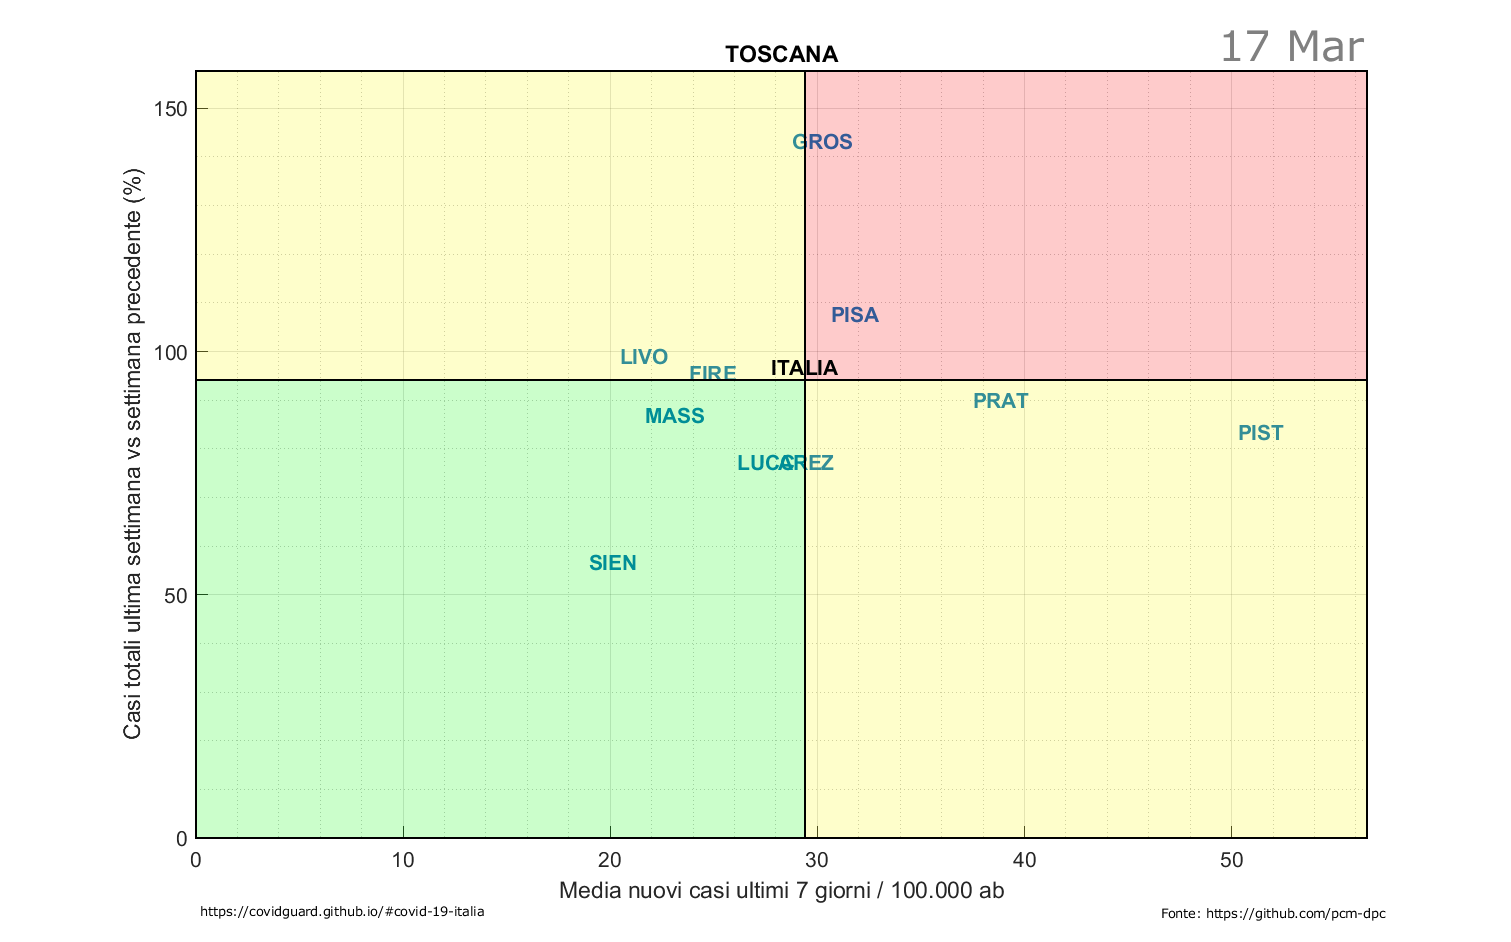 TOSCANA
17 Mar
Casi totali ultima settimana vs settimana precedente (%)
150
100
50
0
GROS
PISA
LIVO
FIRE
ITALIA
PRAT
MASS
PIST
LUCC
AREZ
SIEN
0
10
20
30
40
50
Media nuovi casi ultimi 7 giorni / 100.000 ab
https://covidguard.github.io/#covid-19-italia
Fonte: https://github.com/pcm-dpc